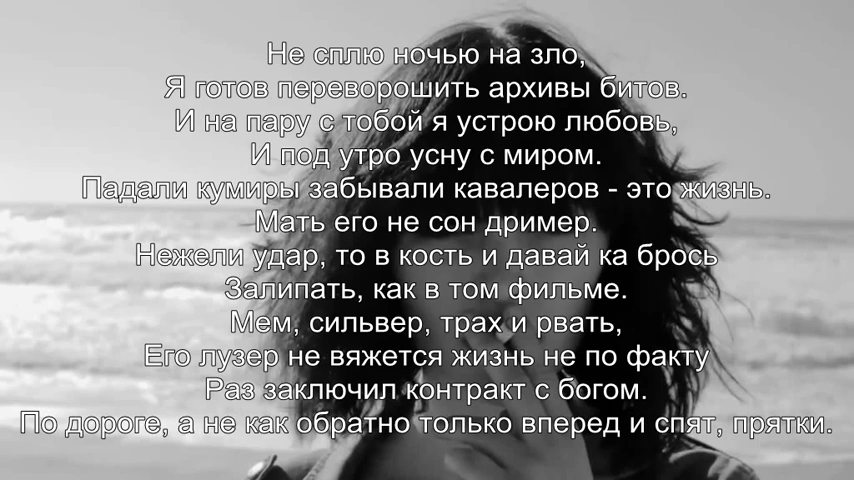 Не сплю ночью на зло,
Я готов переворошить архивы битов.
И на пару с тобой я устрою любовь,
И под утро усну с миром.
Падали кумиры забывали кавалеров - это жизнь.
Мать его не сон дример.
Нежели удар, то в кость и давай ка брось
Залипать, как в том фильме.
Мем, сильвер, трах и рвать,
Его лузер не вяжется жизнь не по факту
Раз заключил контракт с богом.
По дороге, а не как обратно только вперед и спят, прятки.